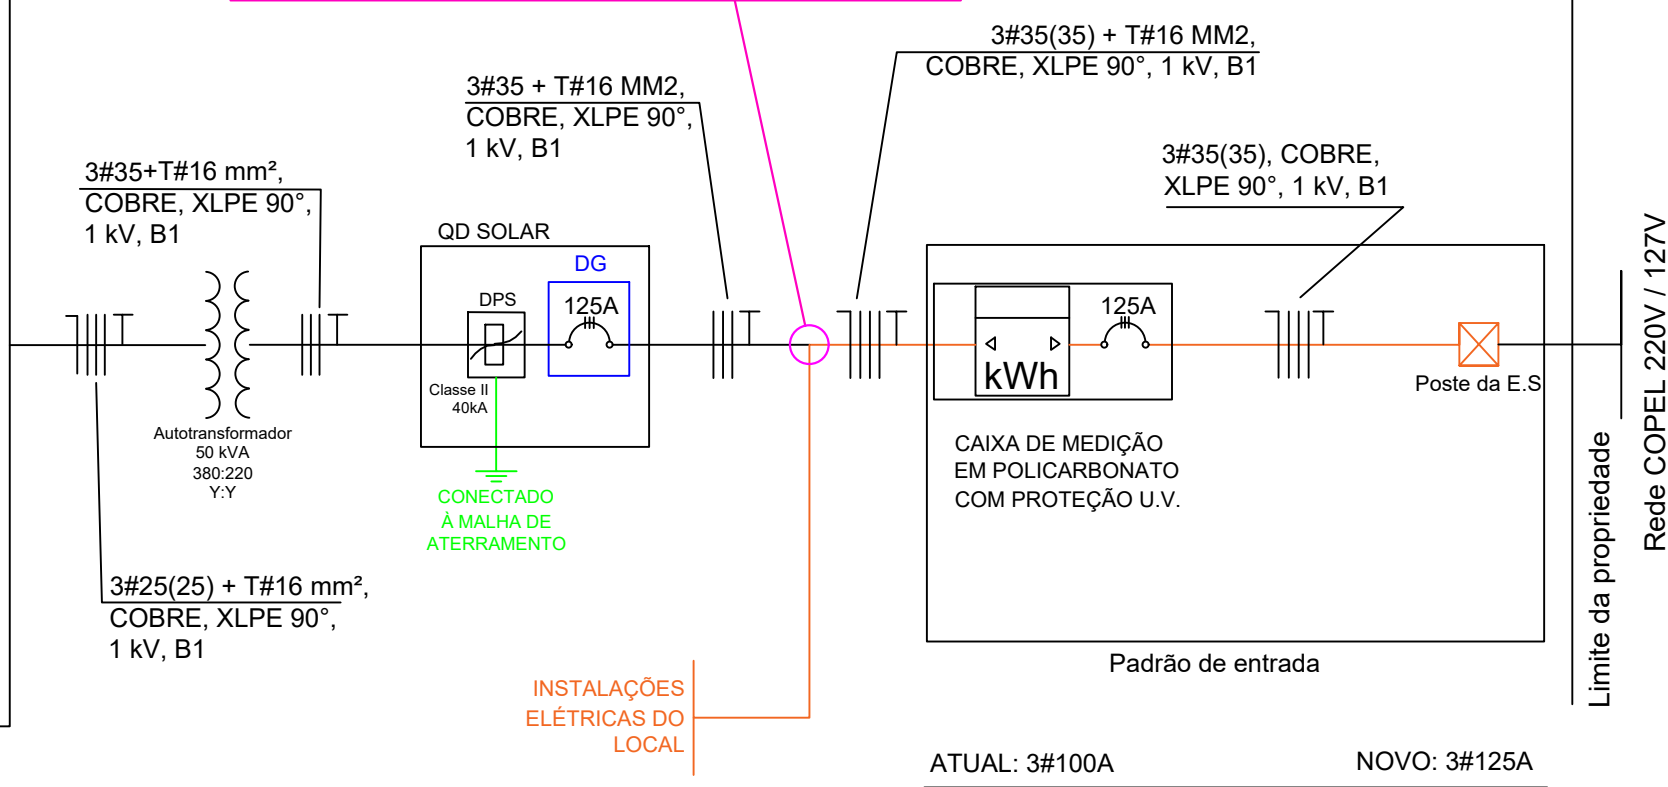 3#35(35) + T#16 MM2,
COBRE, XLPE 90°, 1 kV, B1
3#35 + T#16 MM2,
COBRE, XLPE 90°,
1 kV, B1
3#35(35), COBRE,
XLPE 90°, 1 kV, B1
3#35+T#16 mm²,
COBRE, XLPE 90°,
1 kV, B1
QD SOLAR
DG
DPS
125A
Classe II
40kA
125A
kWh
Poste da E.S
Autotransformador
50 kVA
380:220
Y:Y
CONECTADO
À MALHA DE
ATERRAMENTO
CAIXA DE MEDIÇÃO
EM POLICARBONATO
COM PROTEÇÃO U.V.
3#25(25) + T#16 mm²,
COBRE, XLPE 90°,
1 kV, B1
Padrão de entrada
INSTALAÇÕES
ELÉTRICAS DO
LOCAL
Limite da propriedade
Rede COPEL 220V / 127V
ATUAL: 3#100A
NOVO: 3#125A